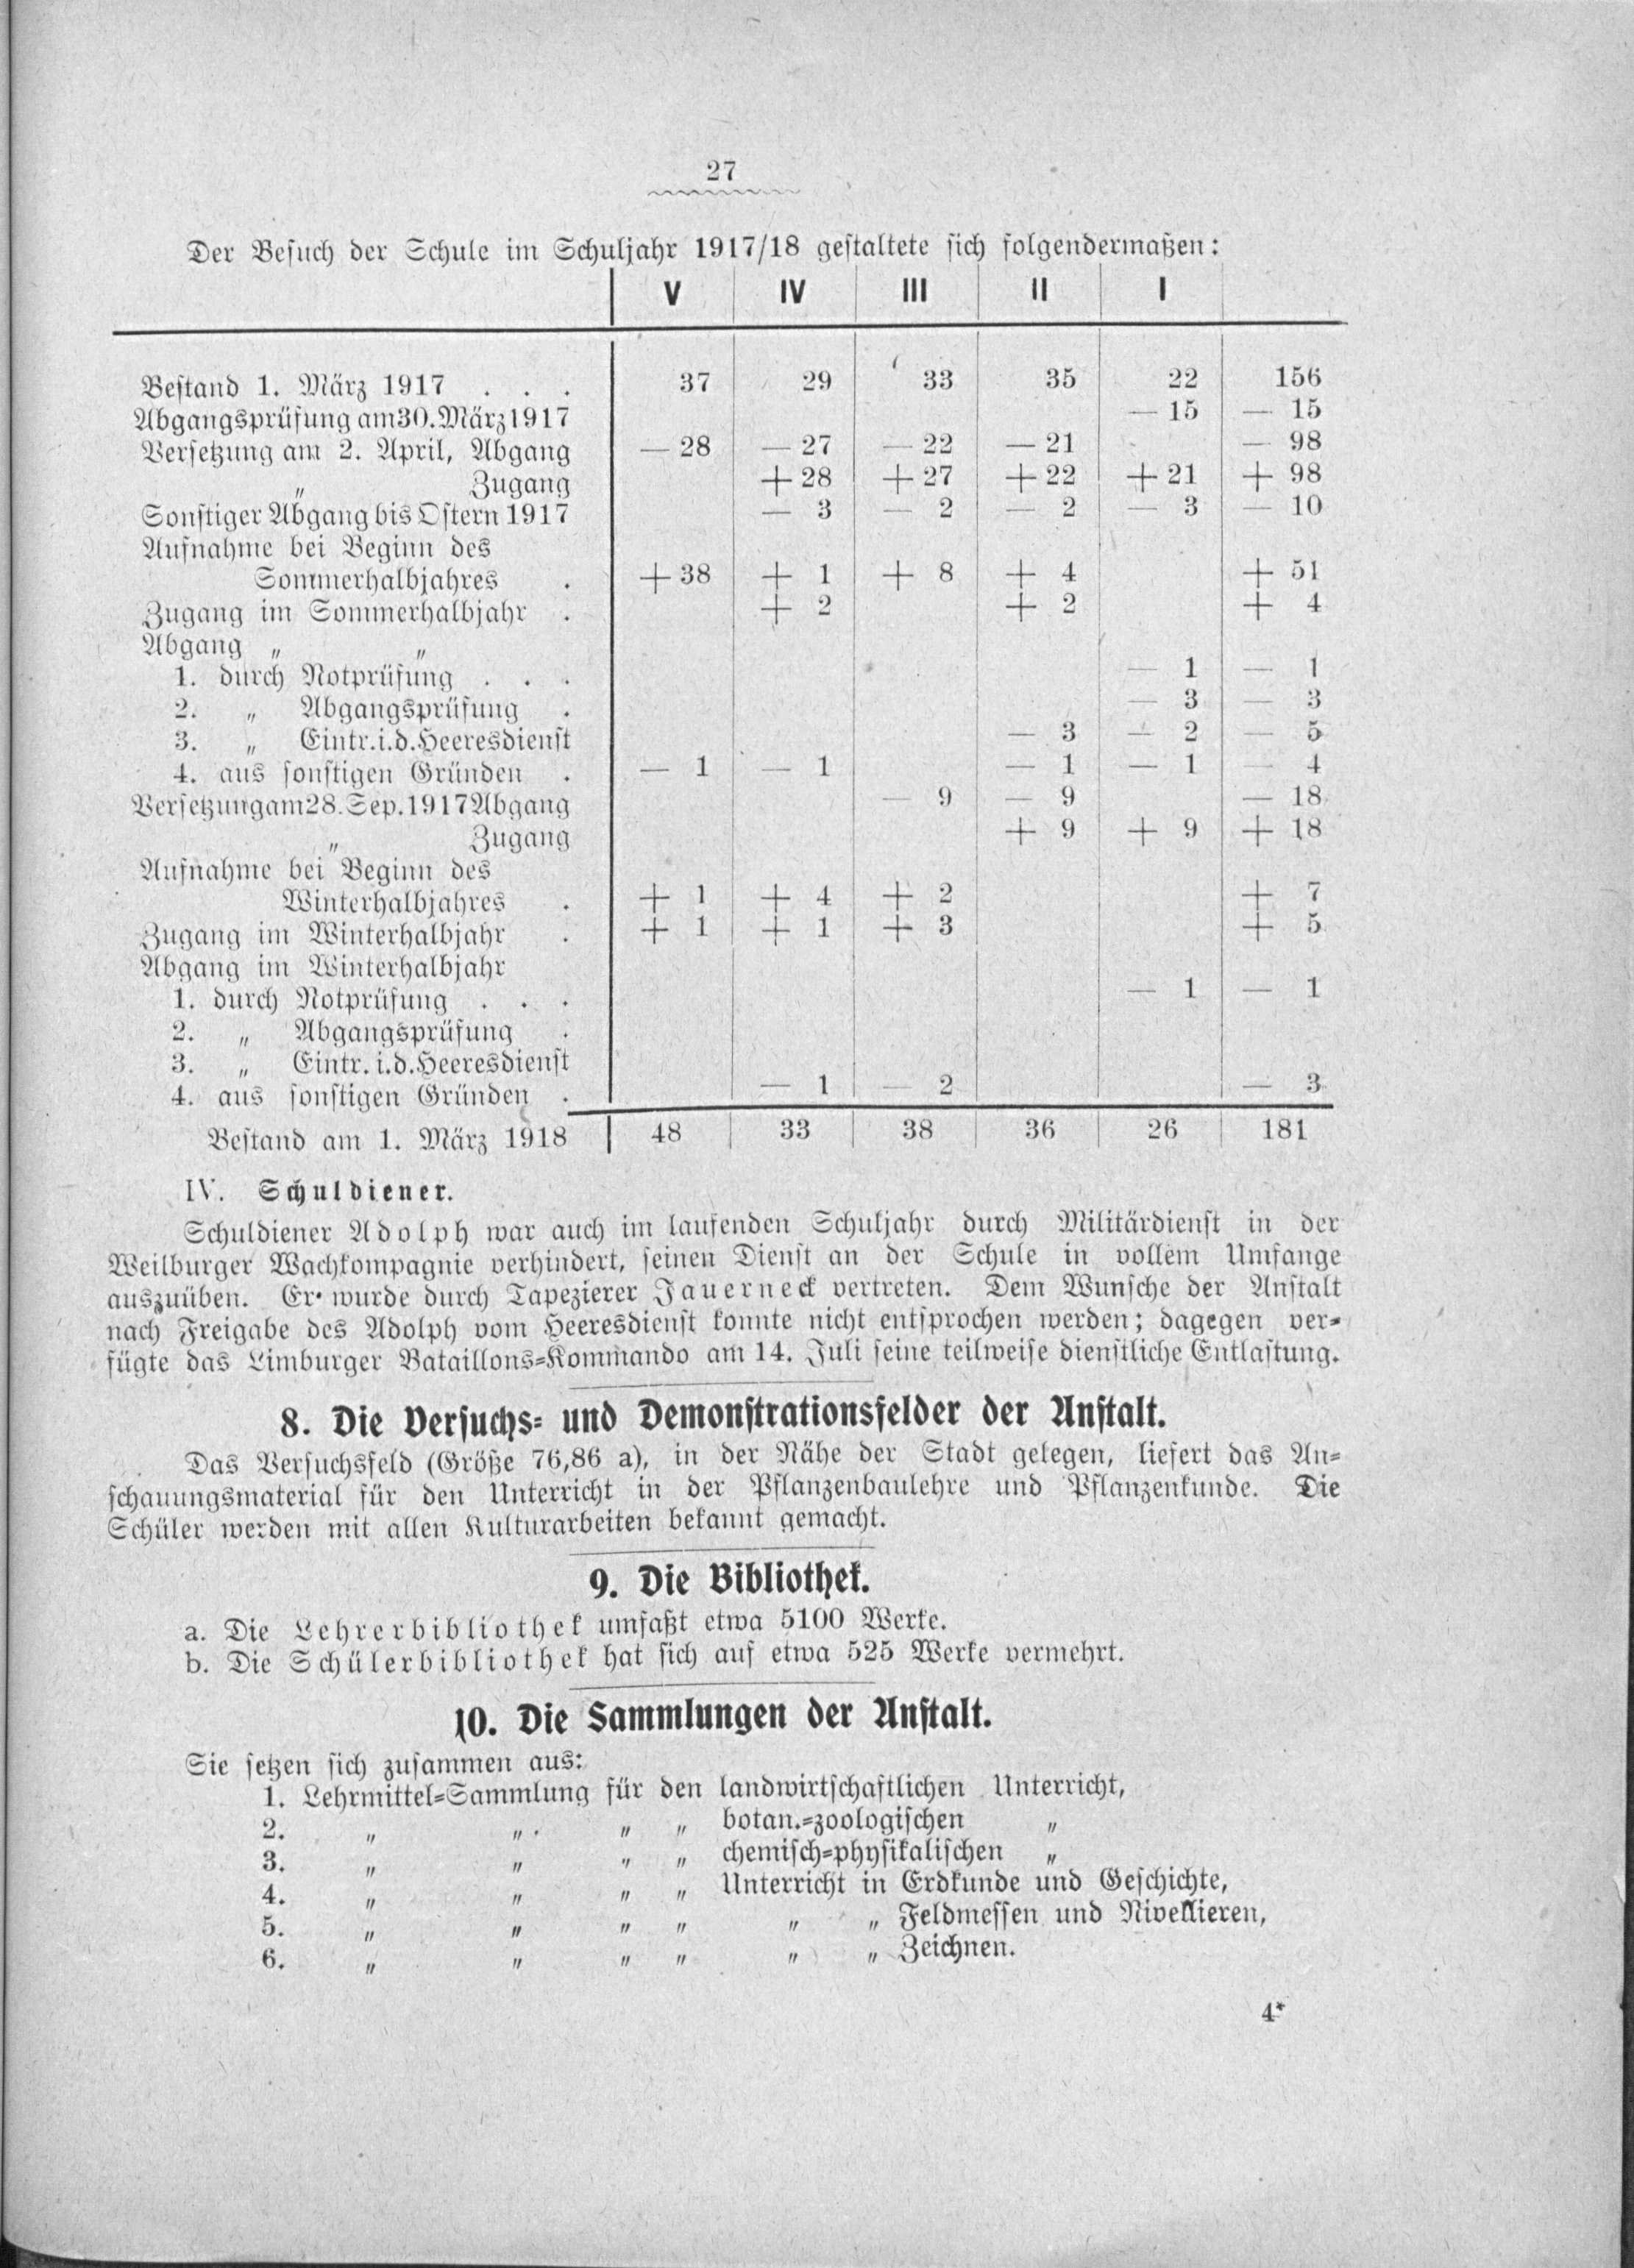 27
Der Besuch der Schule im Schuljahr 1917/18 gestaltete sich folgendermaßen:
V IV III II I
Bestand 1. März 1917 . . . 37 29 33 35 22 156
Abgangsprüfung am 30. März 1917 — 15 — 15
Versetzung am 2. April, Abgang — 28 — 27 — 22 — 21 — 98
„ Zugang + 28 + 27 + 22 + 21 + 98
Sonstiger Abgang bis Ostern 1917 — 3 — 2 — 2 — 3 — 10
Aufnahme bei Beginn des
Sommerhalbjahres . + 38 + 1 + 8 + 4 + 51
Zugang im Sommerhalbjahr . + 2 + 2 + 4
Abgang „ „
1. durch Notprüfung . . . — 1 — 1
2. „ Abgangsprüfung . — 3 — 3
3. „ Eintr. i. d. Heeresdienst — 3 — 2 — 5
4. aus sonstigen Gründen . — 1 — 1 — 1 — 1 — 4
Versetzung am 28. Sep. 1917 Abgang — 9 — 9 — 18
„ Zugang + 9 + 9 + 18
Aufnahme bei Beginn des
Winterhalbjahres . + 1 + 4 + 2 + 7
Zugang im Winterhalbjahr . + 1 + 1 + 3 + 5
Abgang im Winterhalbjahr
1. durch Notprüfung . . . — 1 — 1
2. „ Abgangsprüfung .
3. „ Eintr. i. d. Heeresdienst
4. aus sonstigen Gründen . — 1 — 2 — 3
Bestand am 1. März 1918 48 33 38 36 26 181
IV. Schuldiener.
Schuldiener Adolph war auch im laufenden Schuljahr durch Militärdienst in der
Weilburger Wachkompagnie verhindert, seinen Dienst an der Schule in vollem Umfange
auszuüben. Er wurde durch Tapezierer Jauerneck vertreten. Dem Wunsche der Anstalt
nach Freigabe des Adolph vom Heeresdienst konnte nicht entsprochen werden; dagegen ver-
fügte das Limburger Bataillons-Kommando am 14. Juli seine teilweise dienstliche Entlastung.
8. Die Versuchs- und Demonstrationsfelder der Anstalt.
Das Versuchsfeld (Größe 76,86 a), in der Nähe der Stadt gelegen, liefert das An-
schauungsmaterial für den Unterricht in der Pflanzenbaulehre und Pflanzenkunde. Die
Schüler werden mit allen Kulturarbeiten bekannt gemacht.
9. Die Bibliothek.
a. Die Lehrerbibliothek umfaßt etwa 5100 Werke.
b. Die Schülerbibliothek hat sich auf etwa 525 Werke vermehrt.
10. Die Sammlungen der Anstalt.
Sie setzen sich zusammen aus:
1. Lehrmittel-Sammlung für den landwirtschaftlichen Unterricht,
2. „ „ „ „ botan.-zoologischen „
3. „ „ „ „ chemisch-physikalischen „
4. „ „ „ „ Unterricht in Erdkunde und Geschichte,
5. „ „ „ „ „ „ Feldmessen und Nivellieren,
6. „ „ „ „ „ „ Zeichnen.
4*